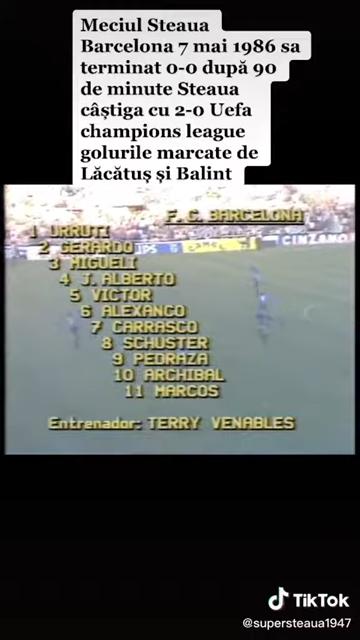 Meciul Steaua
Barcelona 7 mai 1986 sa
terminat 0-0 după 90
de minute Steaua
câștiga cu 2-0 Uefa
champions league
golurile marcate de
Lăcătuș și Balint
F.C. BARCELONA
1 URRUTI
2 GERARDO
3 MIGUELI
4 J. ALBERTO
5 VICTOR
6 ALEXANCO
7 CARRASCO
8 SCHUSTER
9 PEDRAZA
10 ARCHIBAL
11 MARCOS
CINZANO
Entrenador: TERRY VENABLES
TikTok
@supersteaua1947